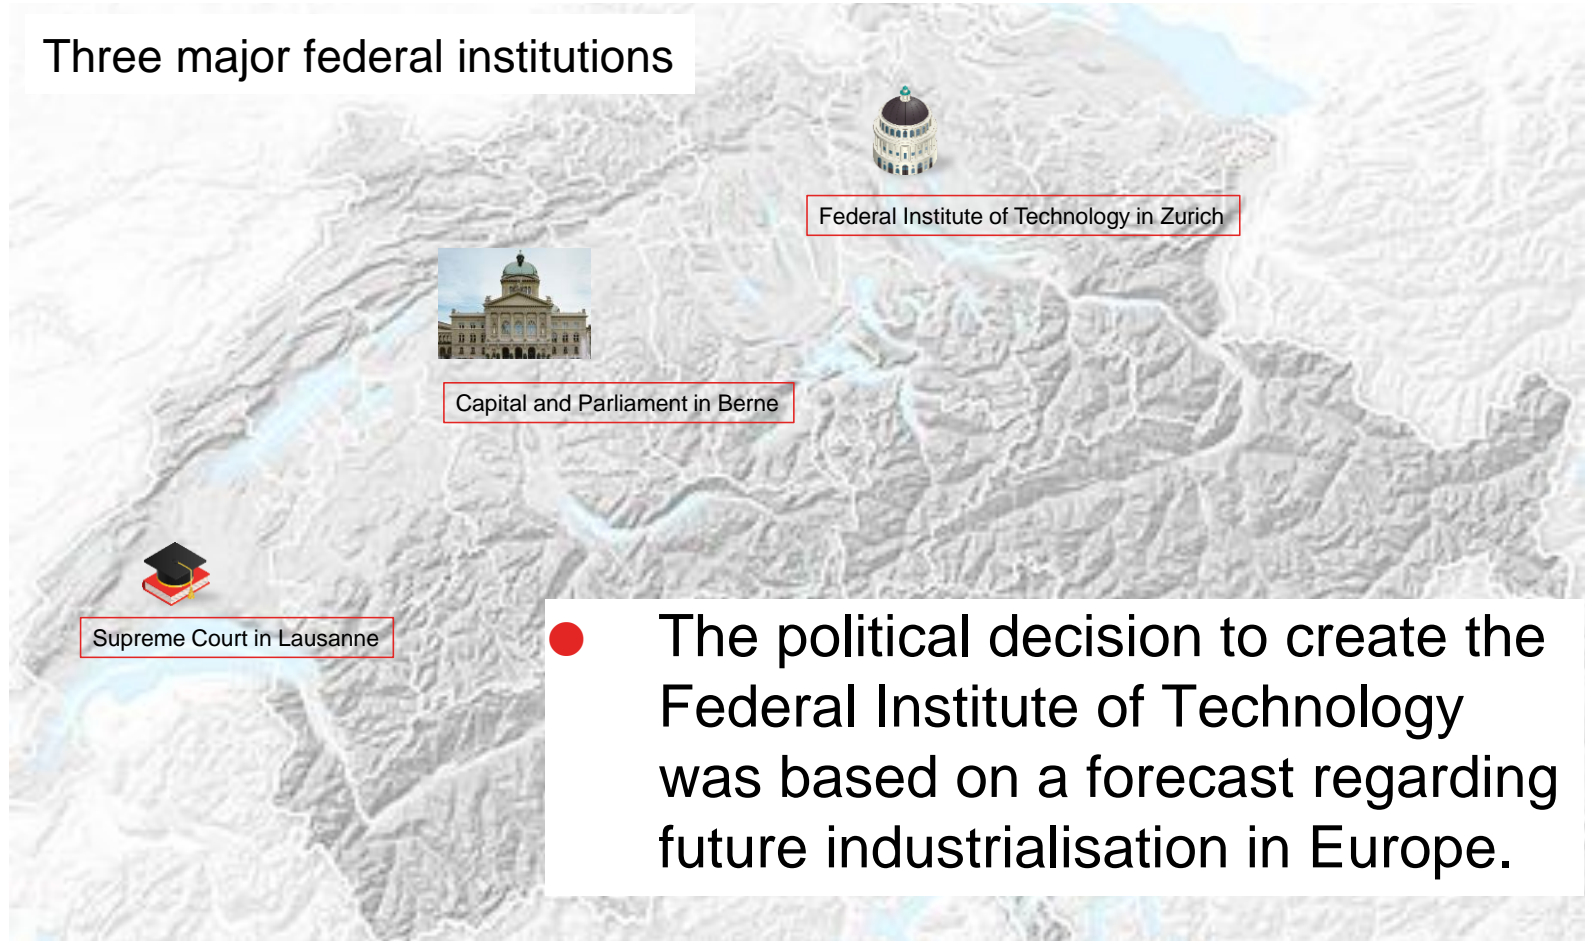 Three major federal institutions
Federal Institute of Technology in Zurich
Capital and Parliament in Berne
Supreme Court in Lausanne
● The political decision to create the
Federal Institute of Technology
was based on a forecast regarding
future industrialisation in Europe.